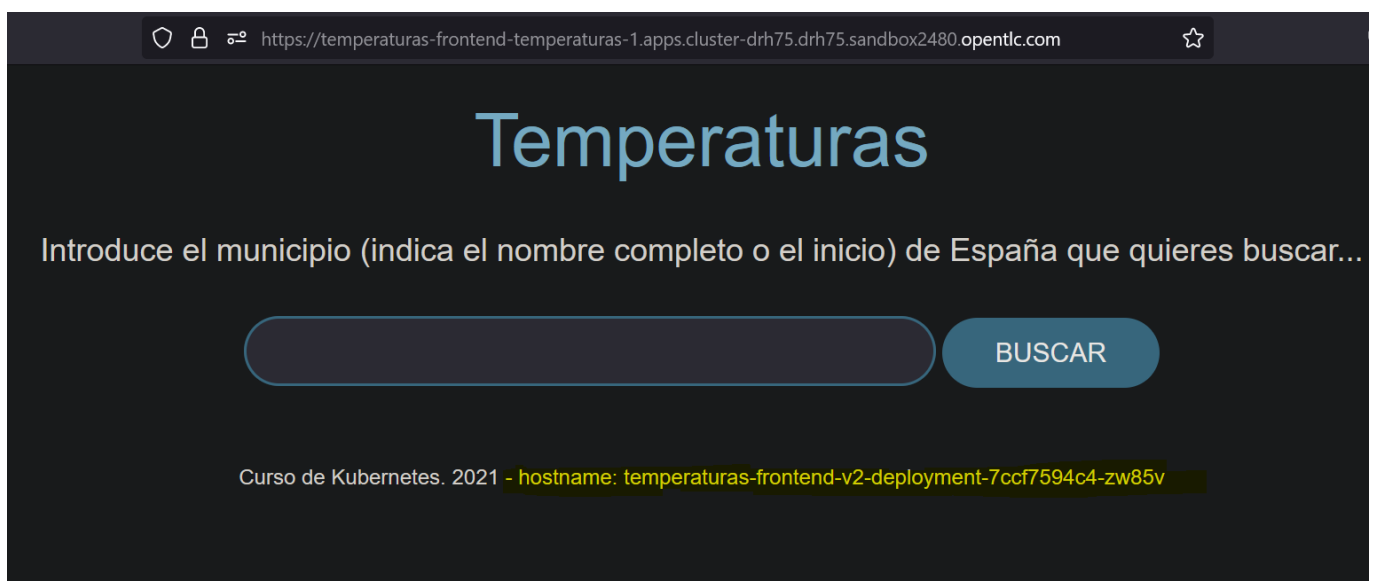 https://temperaturas-frontend-temperaturas-1.apps.cluster-drh75.drh75.sandbox2480.opentlc.com
Temperaturas
Introduce el municipio (indica el nombre completo o el inicio) de España que quieres buscar...
BUSCAR
Curso de Kubernetes. 2021 - hostname: temperaturas-frontend-v2-deployment-7ccf7594c4-zw85v